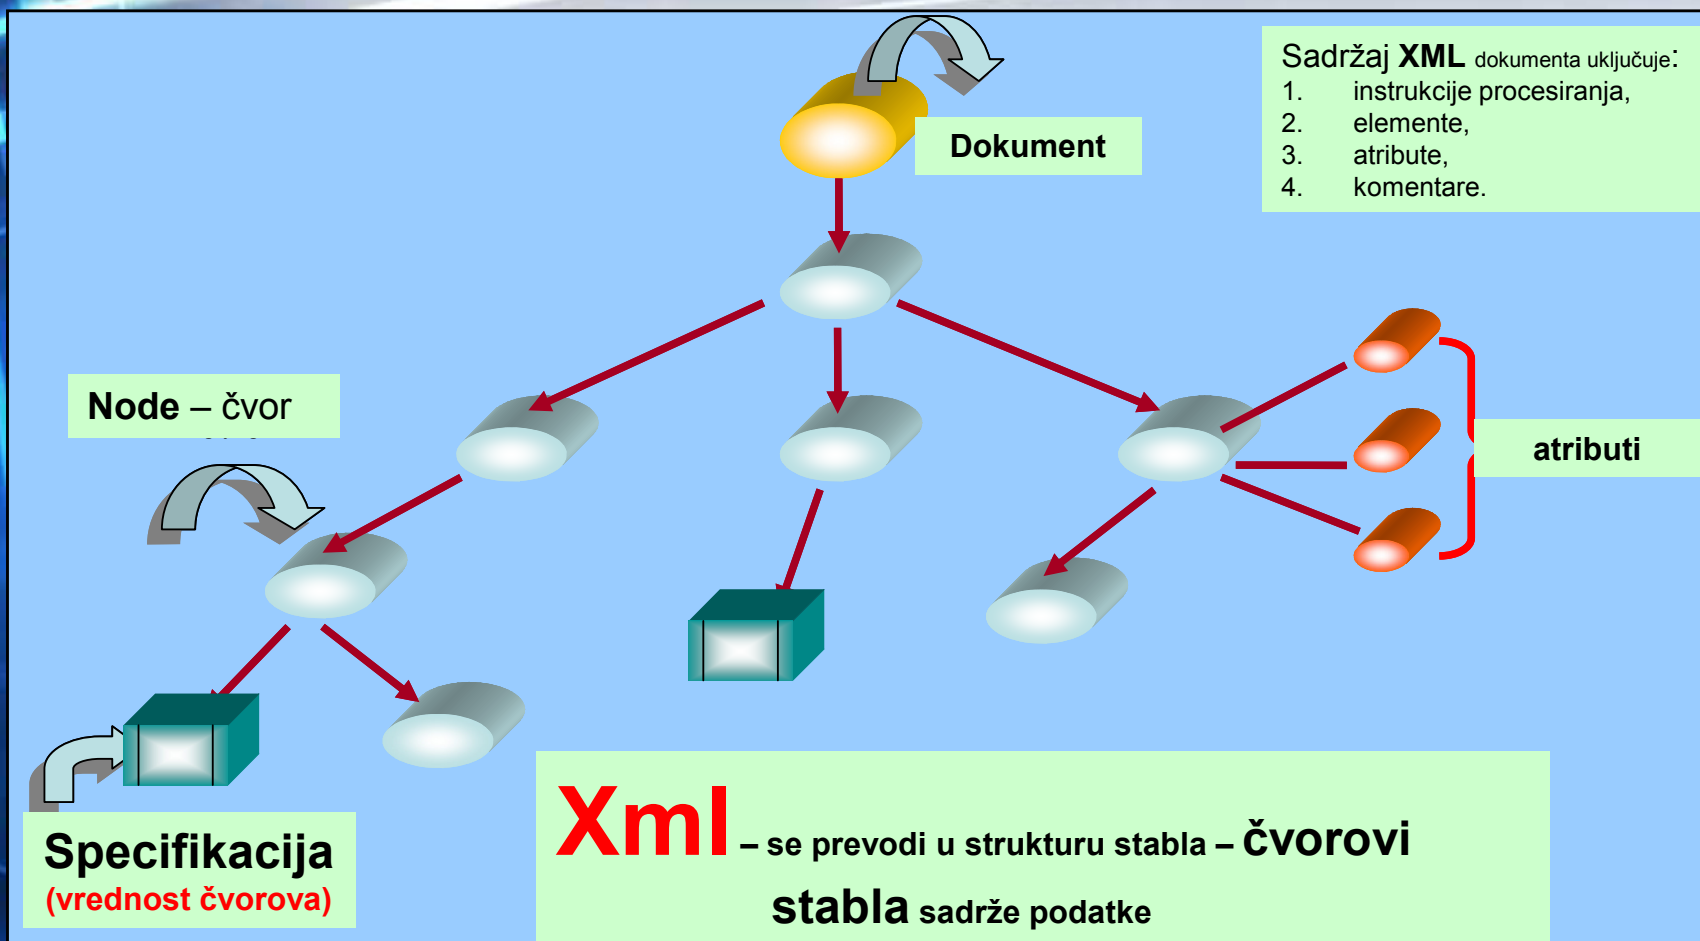 Dokument
Sadržaj XML dokumenta uključuje:
1. instrukcije procesiranja,
2. elemente,
3. atribute,
4. komentare.
Node – čvor
atributi
Specifikacija
(vrednost čvorova)
Xml – se prevodi u strukturu stabla – čvorovi
stabla sadrže podatke